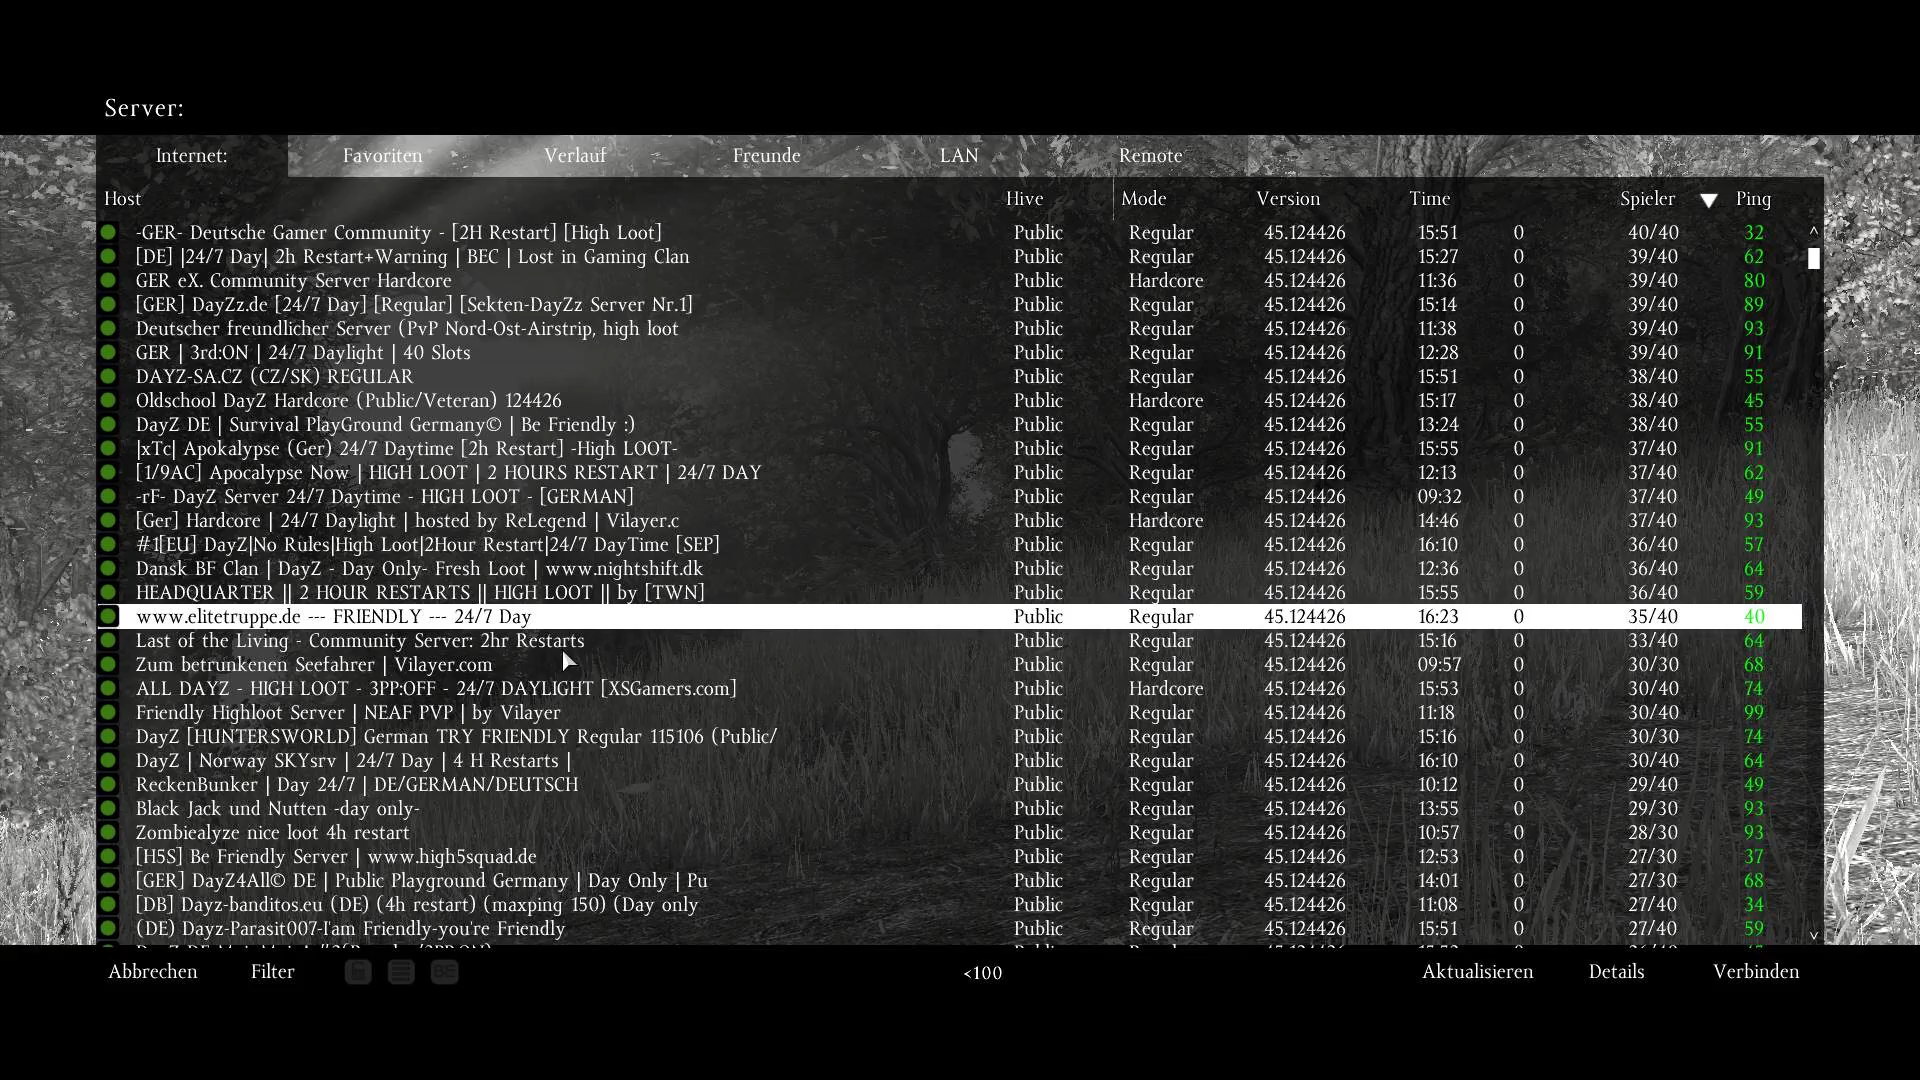 Server:
Internet: Favoriten Verlauf Freunde LAN Remote
Host Hive Mode Version Time Spieler Ping
-GER- Deutsche Gamer Community - [2H Restart] [High Loot] Public Regular 45.124426 15:51 0 40/40 32
[DE] |24/7 Day| 2h Restart+Warning | BEC | Lost in Gaming Clan Public Regular 45.124426 15:27 0 39/40 62
GER eX. Community Server Hardcore Public Hardcore 45.124426 11:36 0 39/40 80
[GER] DayZz.de [24/7 Day] [Regular] [Sekten-DayZz Server Nr.1] Public Regular 45.124426 15:14 0 39/40 89
Deutscher freundlicher Server (PvP Nord-Ost-Airstrip, high loot Public Regular 45.124426 11:38 0 39/40 93
GER | 3rd:ON | 24/7 Daylight | 40 Slots Public Regular 45.124426 12:28 0 39/40 91
DAYZ-SA.CZ (CZ/SK) REGULAR Public Regular 45.124426 15:51 0 38/40 55
Oldschool DayZ Hardcore (Public/Veteran) 124426 Public Hardcore 45.124426 15:17 0 38/40 45
DayZ DE | Survival PlayGround Germany© | Be Friendly :) Public Regular 45.124426 13:24 0 38/40 55
|xTc| Apokalypse (Ger) 24/7 Daytime [2h Restart] -High LOOT- Public Regular 45.124426 15:55 0 37/40 91
[1/9AC] Apocalypse Now | HIGH LOOT | 2 HOURS RESTART | 24/7 DAY Public Regular 45.124426 12:13 0 37/40 62
-rF- DayZ Server 24/7 Daytime - HIGH LOOT - [GERMAN] Public Regular 45.124426 09:32 0 37/40 49
[Ger] Hardcore | 24/7 Daylight | hosted by ReLegend | Vilayer.c Public Hardcore 45.124426 14:46 0 37/40 93
#1[EU] DayZ|No Rules|High Loot|2Hour Restart|24/7 DayTime [SEP] Public Regular 45.124426 16:10 0 36/40 57
Dansk BF Clan | DayZ - Day Only- Fresh Loot | www.nightshift.dk Public Regular 45.124426 12:36 0 36/40 64
HEADQUARTER || 2 HOUR RESTARTS || HIGH LOOT || by [TWN] Public Regular 45.124426 15:55 0 36/40 59
www.elitetruppe.de --- FRIENDLY --- 24/7 Day Public Regular 45.124426 16:23 0 35/40 40
Last of the Living - Community Server: 2hr Restarts Public Regular 45.124426 15:16 0 33/40 64
Zum betrunkenen Seefahrer | Vilayer.com Public Regular 45.124426 09:57 0 30/30 68
ALL DAYZ - HIGH LOOT - 3PP:OFF - 24/7 DAYLIGHT [XSGamers.com] Public Hardcore 45.124426 15:53 0 30/40 74
Friendly Highloot Server | NEAF PVP | by Vilayer Public Regular 45.124426 11:18 0 30/40 99
DayZ [HUNTERSWORLD] German TRY FRIENDLY Regular 115106 (Public/ Public Regular 45.124426 15:16 0 30/30 74
DayZ | Norway SKYsrv | 24/7 Day | 4 H Restarts | Public Regular 45.124426 16:10 0 30/40 64
ReckenBunker | Day 24/7 | DE/GERMAN/DEUTSCH Public Regular 45.124426 10:12 0 29/40 49
Black Jack und Nutten -day only- Public Regular 45.124426 13:55 0 29/30 93
Zombiealyze nice loot 4h restart Public Regular 45.124426 10:57 0 28/30 93
[H5S] Be Friendly Server | www.high5squad.de Public Regular 45.124426 12:53 0 27/30 37
[GER] DayZ4All© DE | Public Playground Germany | Day Only | Pu Public Regular 45.124426 14:01 0 27/30 68
[DB] Dayz-banditos.eu (DE) (4h restart) (maxping 150) (Day only Public Regular 45.124426 11:08 0 27/40 34
(DE) Dayz-Parasit007-I'am Friendly-you're Friendly Public Regular 45.124426 15:51 0 27/40 59
Abbrechen Filter BE <100 Aktualisieren Details Verbinden